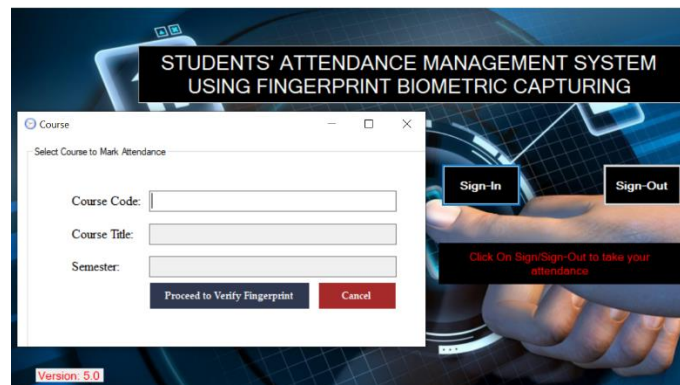 STUDENTS' ATTENDANCE MANAGEMENT SYSTEM
USING FINGERPRINT BIOMETRIC CAPTURING
Course
Select Course to Mark Attendance
Course Code:
Course Title:
Semester:
Proceed to Verify Fingerprint
Cancel
Sign-In
Sign-Out
Click On Sign/Sign-Out to take your
attendance
Version: 5.0